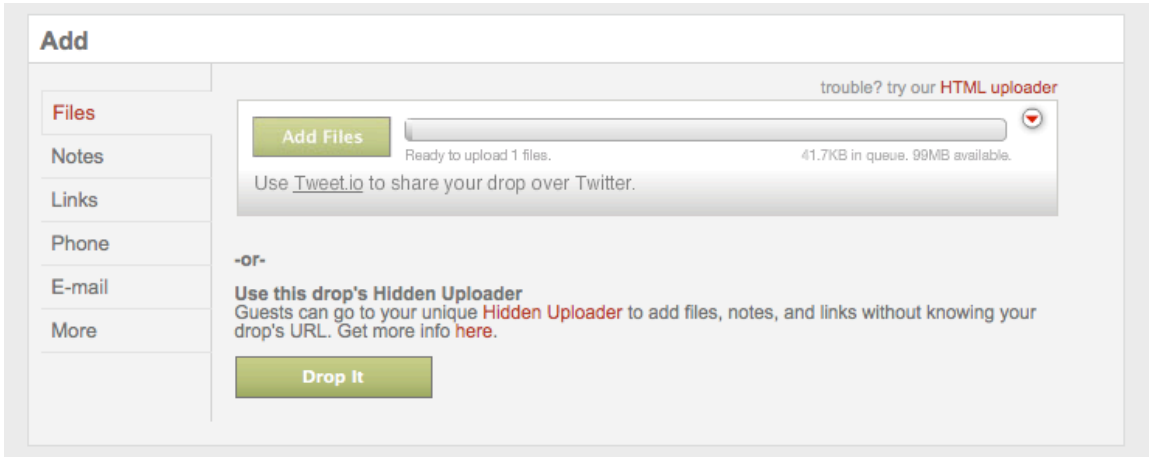 Add
trouble? try our HTML uploader
Files
Notes
Links
Phone
E-mail
More
Add Files
Ready to upload 1 files.
41.7KB in queue. 99MB available.
Use Tweet.io to share your drop over Twitter.
-or-
Use this drop's Hidden Uploader
Guests can go to your unique Hidden Uploader to add files, notes, and links without knowing your
drop's URL. Get more info here.
Drop It